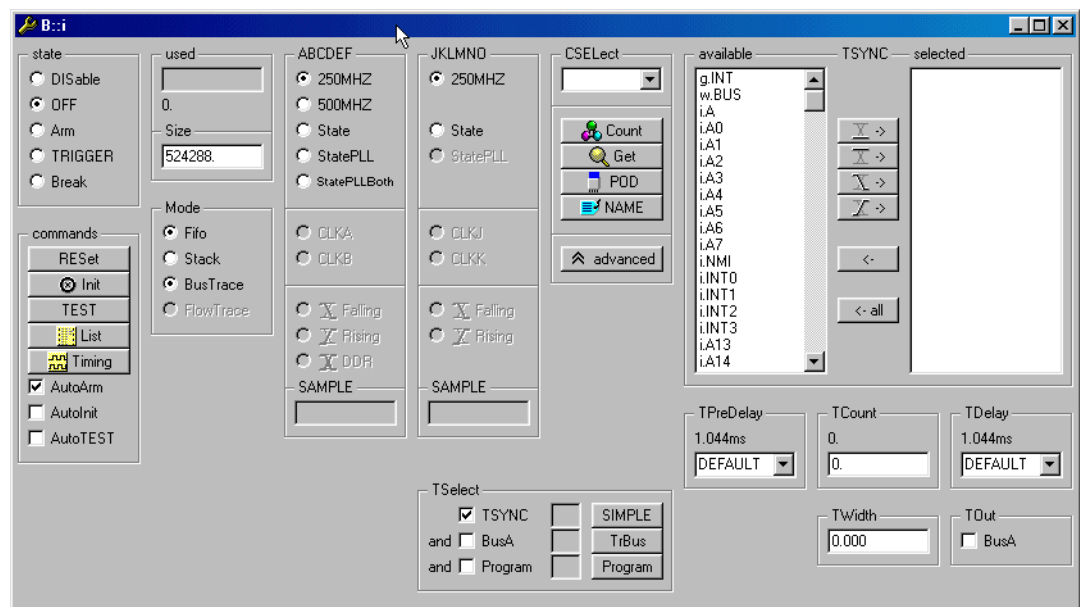 B::i
state
DISable
OFF
Arm
TRIGGER
Break
commands
RESet
Init
TEST
List
Timing
AutoArm
AutoInit
AutoTEST
used
0.
Size
524288.
Mode
Fifo
Stack
BusTrace
FlowTrace
ABCDEF
250MHZ
500MHZ
State
StatePLL
StatePLLBoth
CLKA
CLKB
Falling
Rising
DDR
SAMPLE
JKLMNO
250MHZ
State
StatePLL
CLKJ
CLKK
Falling
Rising
SAMPLE
CSELect
Count
Get
POD
NAME
advanced
available
TSYNC
selected
g.INT
w.BUS
i.A
i.A0
i.A1
i.A2
i.A3
i.A4
i.A5
i.A6
i.A7
i.NMI
i.INT0
i.INT1
i.INT2
i.INT3
i.A13
i.A14
->
->
->
->
<-
<- all
TPreDelay
1.044ms
DEFAULT
TCount
0.
0.
TDelay
1.044ms
DEFAULT
TSelect
TSYNC
SIMPLE
and BusA
TrBus
and Program
Program
TWidth
0.000
TOut
BusA